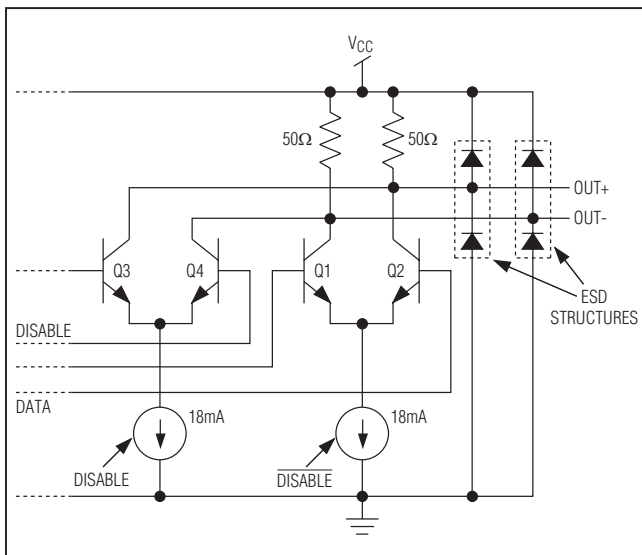 VCC
50Ω 50Ω
OUT+
OUT-
Q3 Q4 Q1 Q2
ESD
STRUCTURES
DISABLE
DATA
18mA 18mA
DISABLE DISABLE